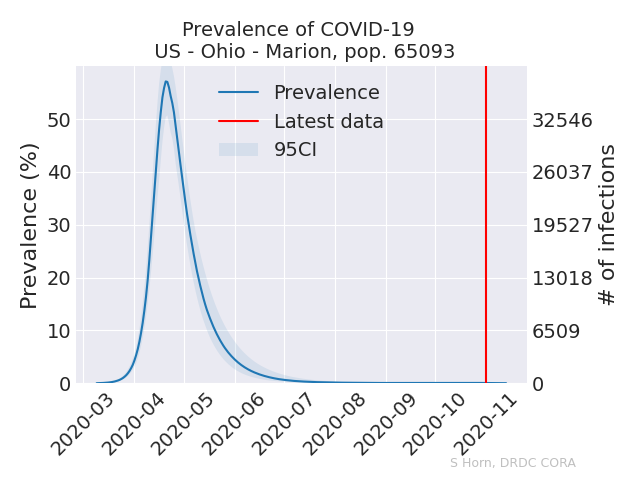 Prevalence of COVID-19
US - Ohio - Marion, pop. 65093
Prevalence
Latest data
95CI
Prevalence (%)
50
40
30
20
10
0
32546
26037
19527
13018
6509
0
# of infections
2020-03
2020-04
2020-05
2020-06
2020-07
2020-08
2020-09
2020-10
2020-11
S Horn, DRDC CORA